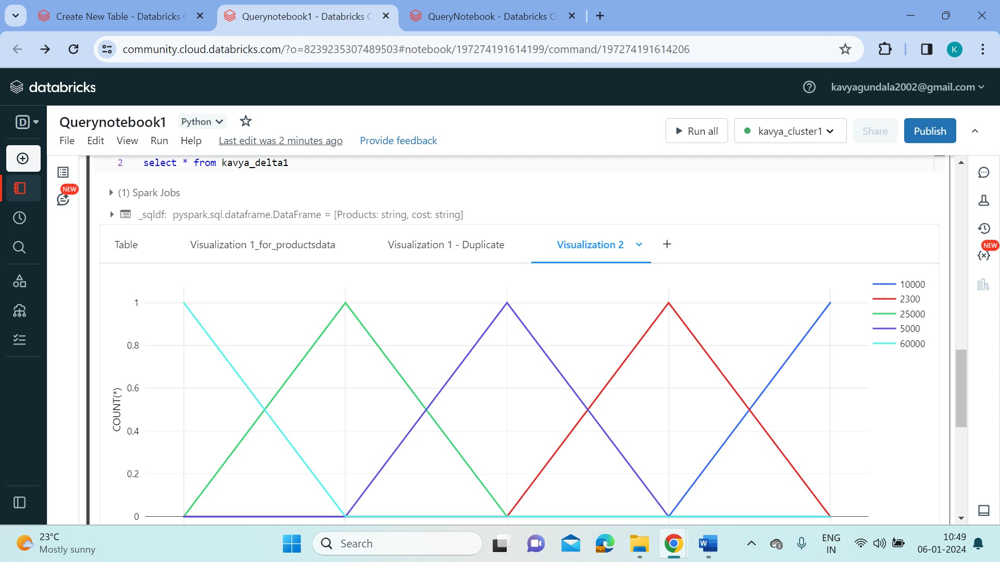 Create New Table - Databricks C
Querynotebook1 - Databricks C
QueryNotebook - Databricks Co
community.cloud.databricks.com/?o=8239235307489503#notebook/197274191614199/command/197274191614206
K
databricks
kavyagundala2002@gmail.com
D
Querynotebook1
Python
Run all
kavya_cluster1
Share
Publish
File
Edit
View
Run
Help
Last edit was 2 minutes ago
Provide feedback
2 select * from kavya_delta1
NEW
(1) Spark Jobs
_sqldf: pyspark.sql.dataframe.DataFrame = [Products: string, cost: string]
NEW
Table
Visualization 1_for_productsdata
Visualization 1 - Duplicate
Visualization 2
10000
2300
25000
5000
60000
COUNT(*)
1
0.8
0.6
0.4
0.2
0
23°C
Mostly sunny
Search
W
ENG
IN
10:49
06-01-2024